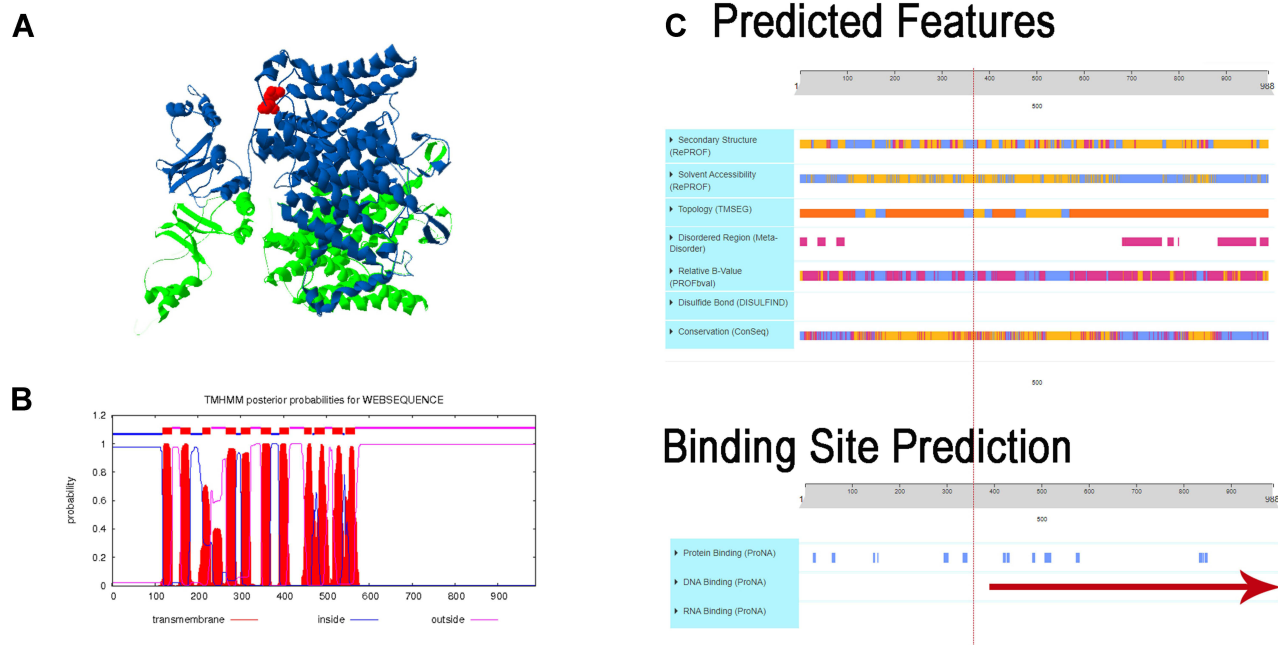 A
B
TMHMM posterior probabilities for WEBSEQUENCE
probability
1.2
1
0.8
0.6
0.4
0.2
0
0 100 200 300 400 500 600 700 800 900
transmembrane inside outside
C Predicted Features
1 100 200 300 400 600 700 800 900 988
500
Secondary Structure
(RePROF)
Solvent Accessibility
(RePROF)
Topology (TMSEG)
Disordered Region (Meta-
Disorder)
Relative B-Value
(PROFbval)
Disulfide Bond (DISULFIND)
Conservation (ConSeq)
500
Binding Site Prediction
1 100 200 300 400 600 700 800 900 988
500
Protein Binding (ProNA)
DNA Binding (ProNA)
RNA Binding (ProNA)